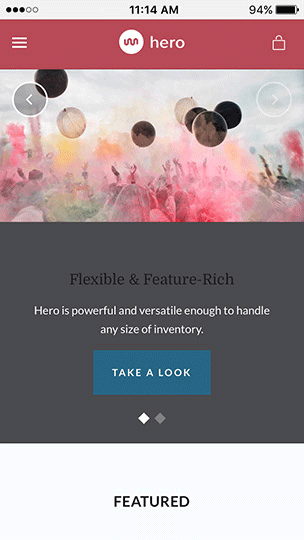 11:14 AM
94%
hero
Flexible & Feature-Rich
Hero is powerful and versatile enough to handle
any size of inventory.
TAKE A LOOK
FEATURED